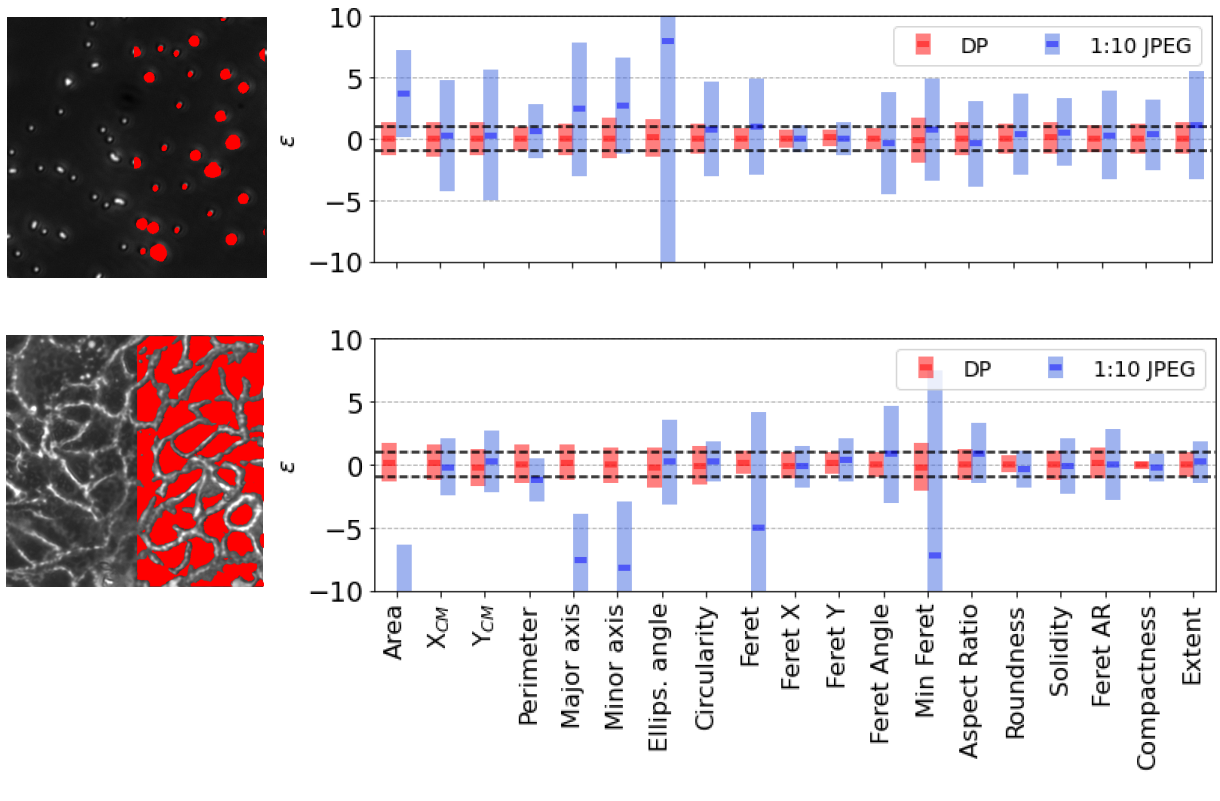 10
5
0
−5
−10
ε
DP
1:10 JPEG
10
5
0
−5
−10
ε
DP
1:10 JPEG
Area
X_CM
Y_CM
Perimeter
Major axis
Minor axis
Ellips. angle
Circularity
Feret
Feret X
Feret Y
Feret Angle
Min Feret
Aspect Ratio
Roundness
Solidity
Feret AR
Compactness
Extent